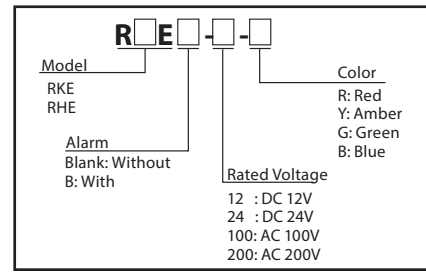 R□E□-□-□
Model
RKE
RHE
Alarm
Blank: Without
B: With
Rated Voltage
12 : DC 12V
24 : DC 24V
100: AC 100V
200: AC 200V
Color
R: Red
Y: Amber
G: Green
B: Blue